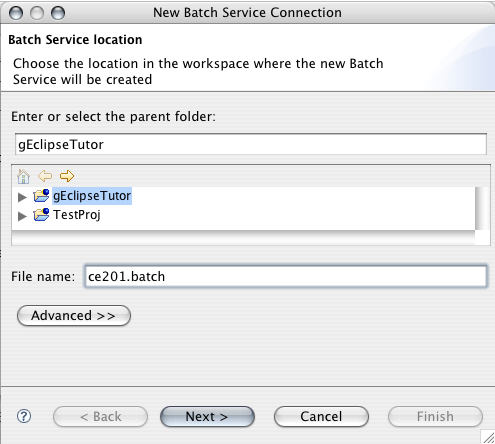 New Batch Service Connection
Batch Service location
Choose the location in the workspace where the new Batch
Service will be created
Enter or select the parent folder:
gEclipseTutor
gEclipseTutor
TestProj
File name: ce201.batch
Advanced >>
? < Back Next > Cancel Finish